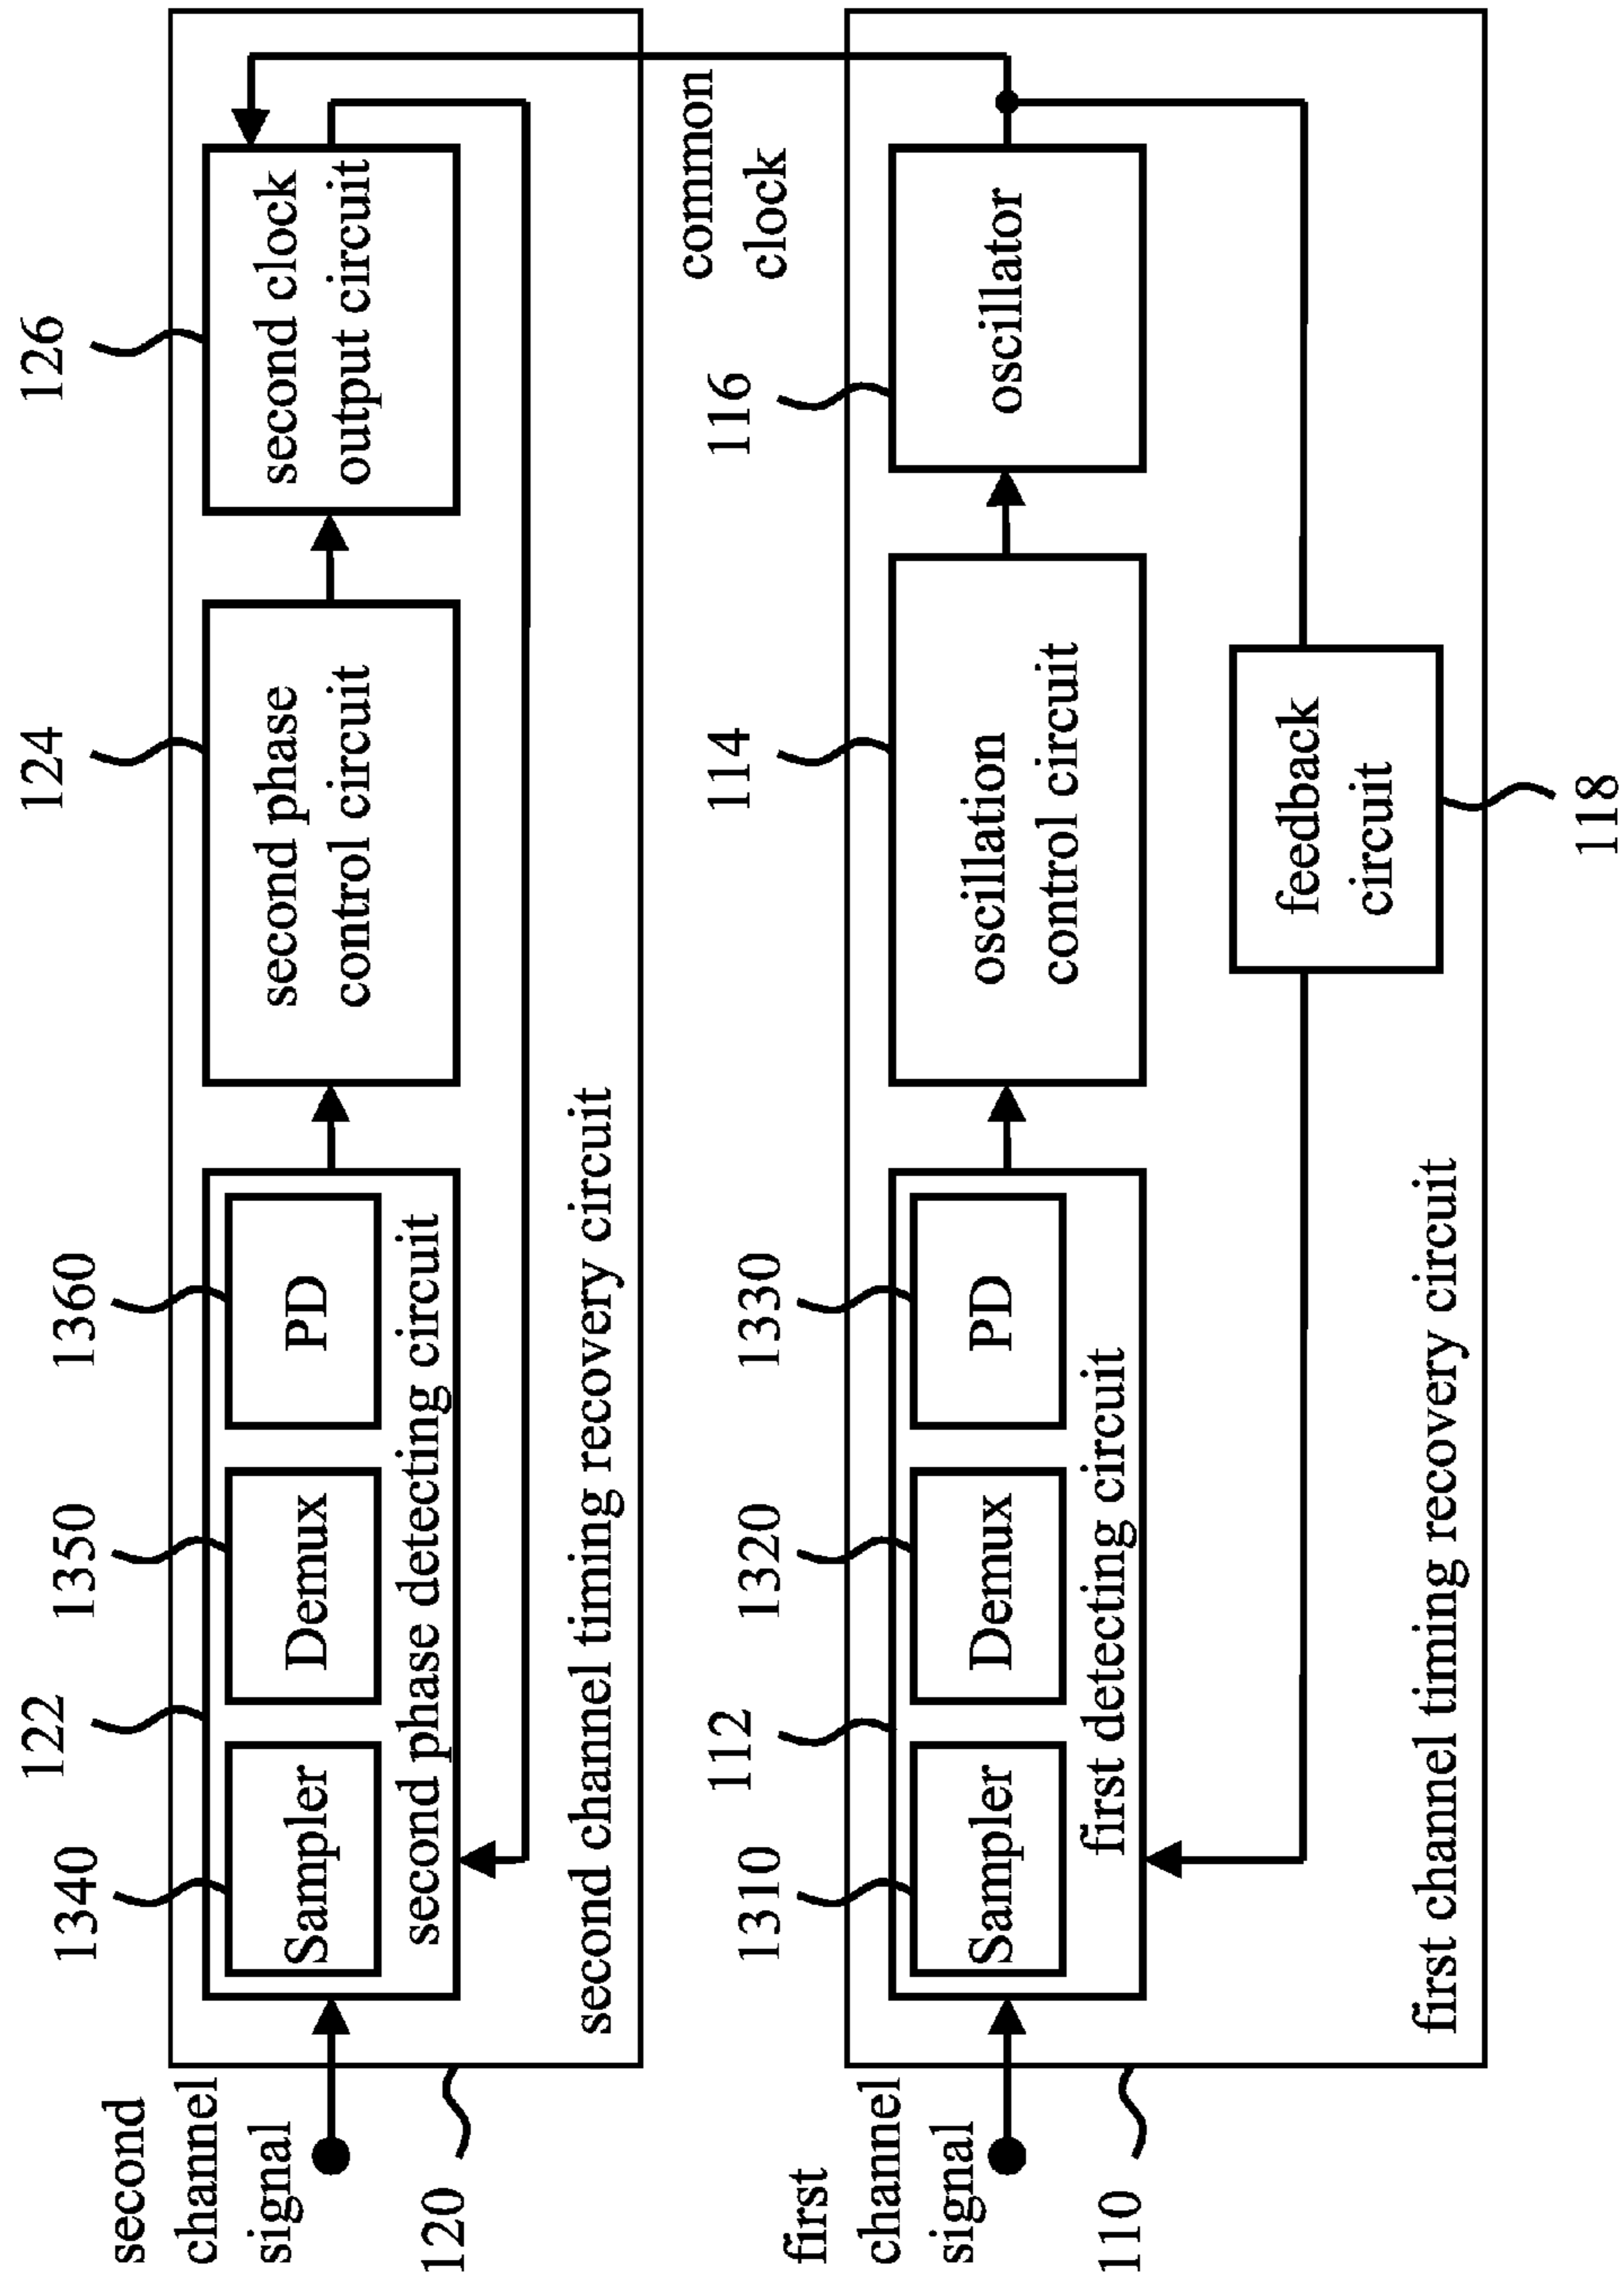 second
channel
signal
120
1340
122
1350
1360
124
126
Sampler
Demux
PD
second phase detecting circuit
second phase
control circuit
second clock
output circuit
second channel timing recovery circuit
common
clock
first
channel
signal
110
1310
112
1320
1330
114
116
Sampler
Demux
PD
first detecting circuit
oscillation
control circuit
oscillator
feedback
circuit
118
first channel timing recovery circuit